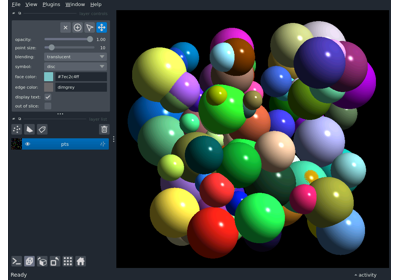 File View Plugins Window Help
opacity: 1.00
point size: 10
blending: translucent
symbol: disc
face color: #7ec2c4ff
edge color: dimgrey
display text:
out of slice:
pts
Ready
activity